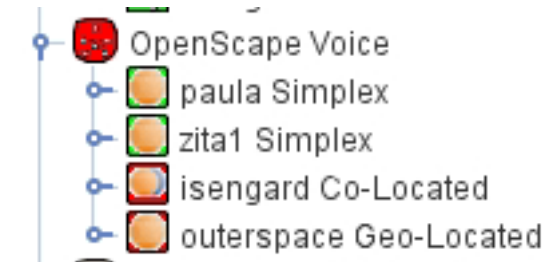 OpenScape Voice
paula Simplex
zita1 Simplex
isengard Co-Located
outerspace Geo-Located